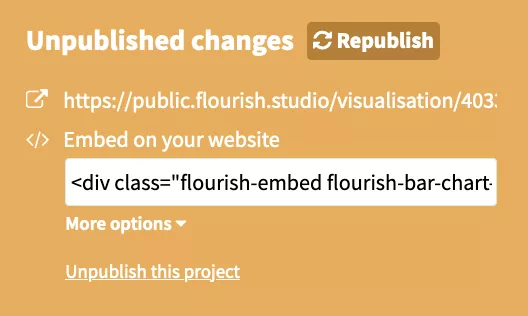 Unpublished changes Republish
https://public.flourish.studio/visualisation/403
</> Embed on your website
<div class="flourish-embed flourish-bar-chart-
More options
Unpublish this project